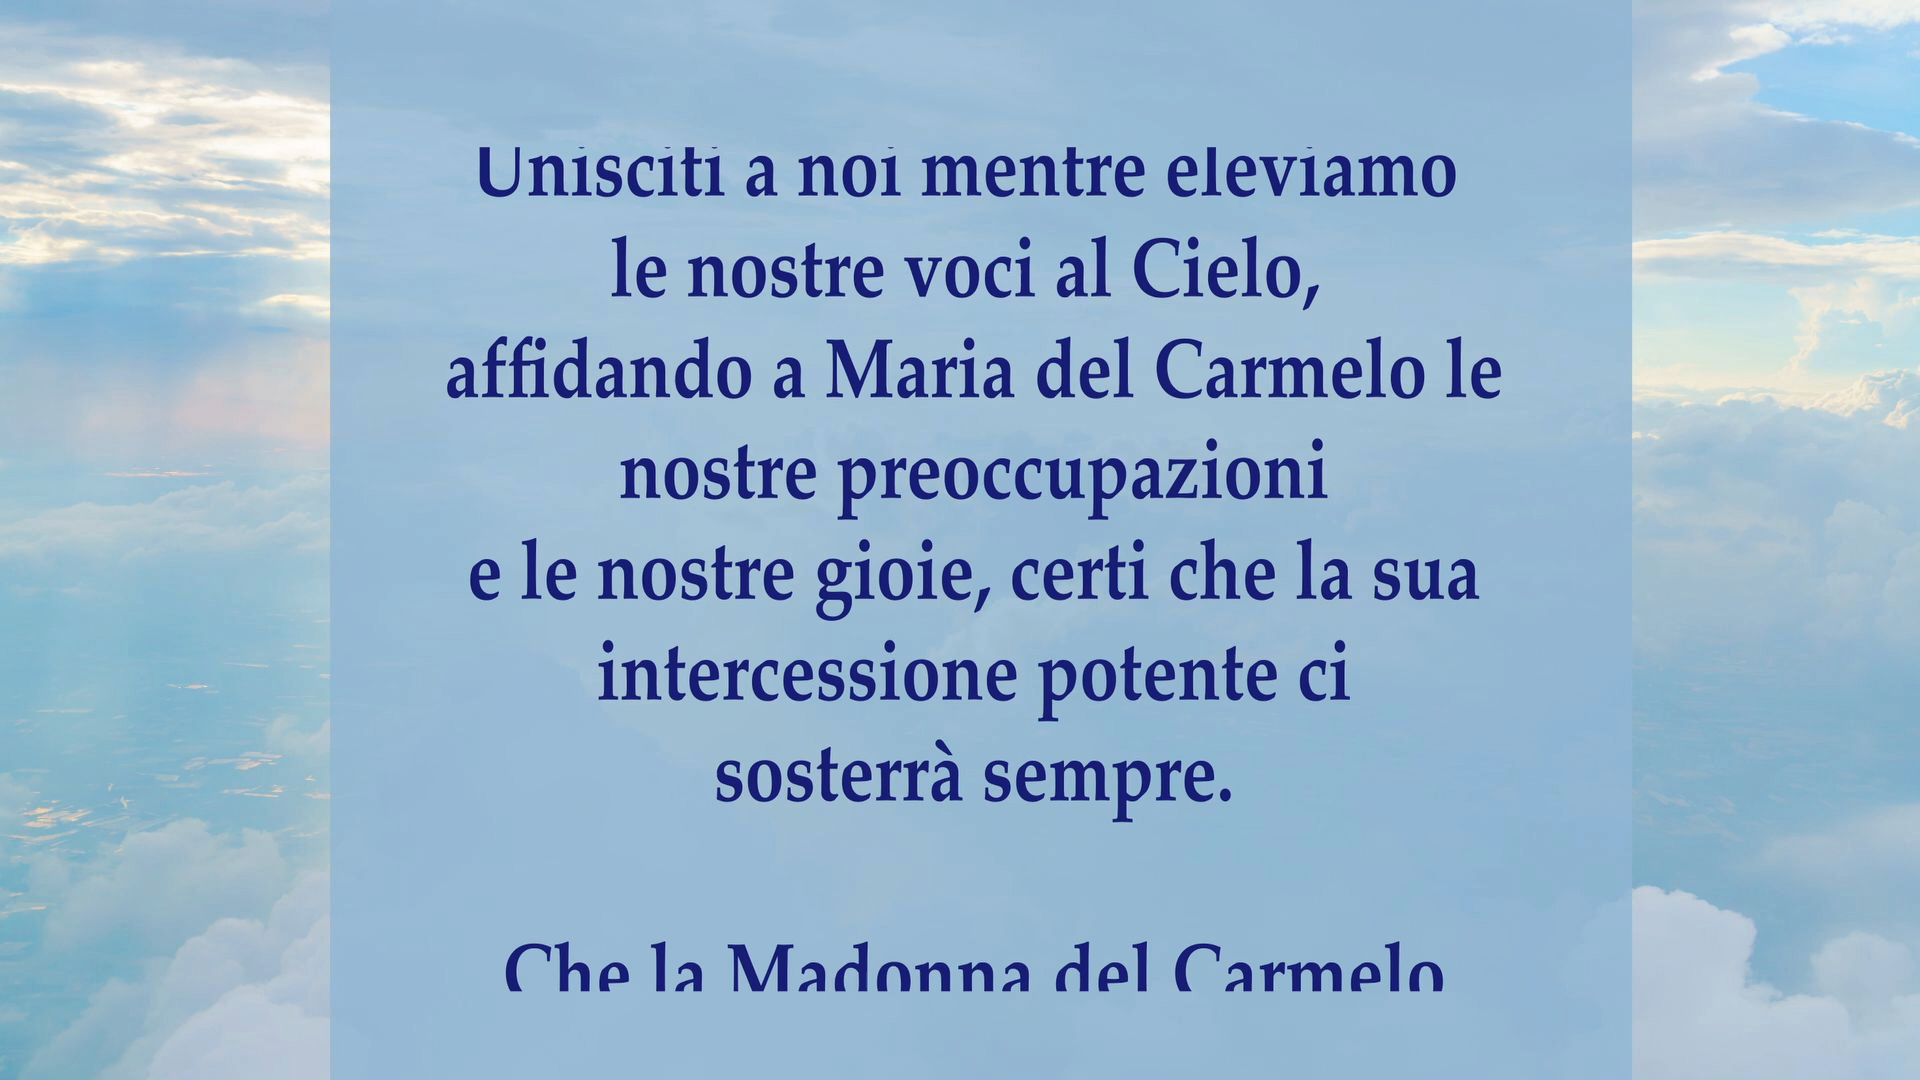 Unisciti a noi mentre eleviamo
le nostre voci al Cielo,
affidando a Maria del Carmelo le
nostre preoccupazioni
e le nostre gioie, certi che la sua
intercessione potente ci
sosterrà sempre.
Che la Madonna del Carmelo